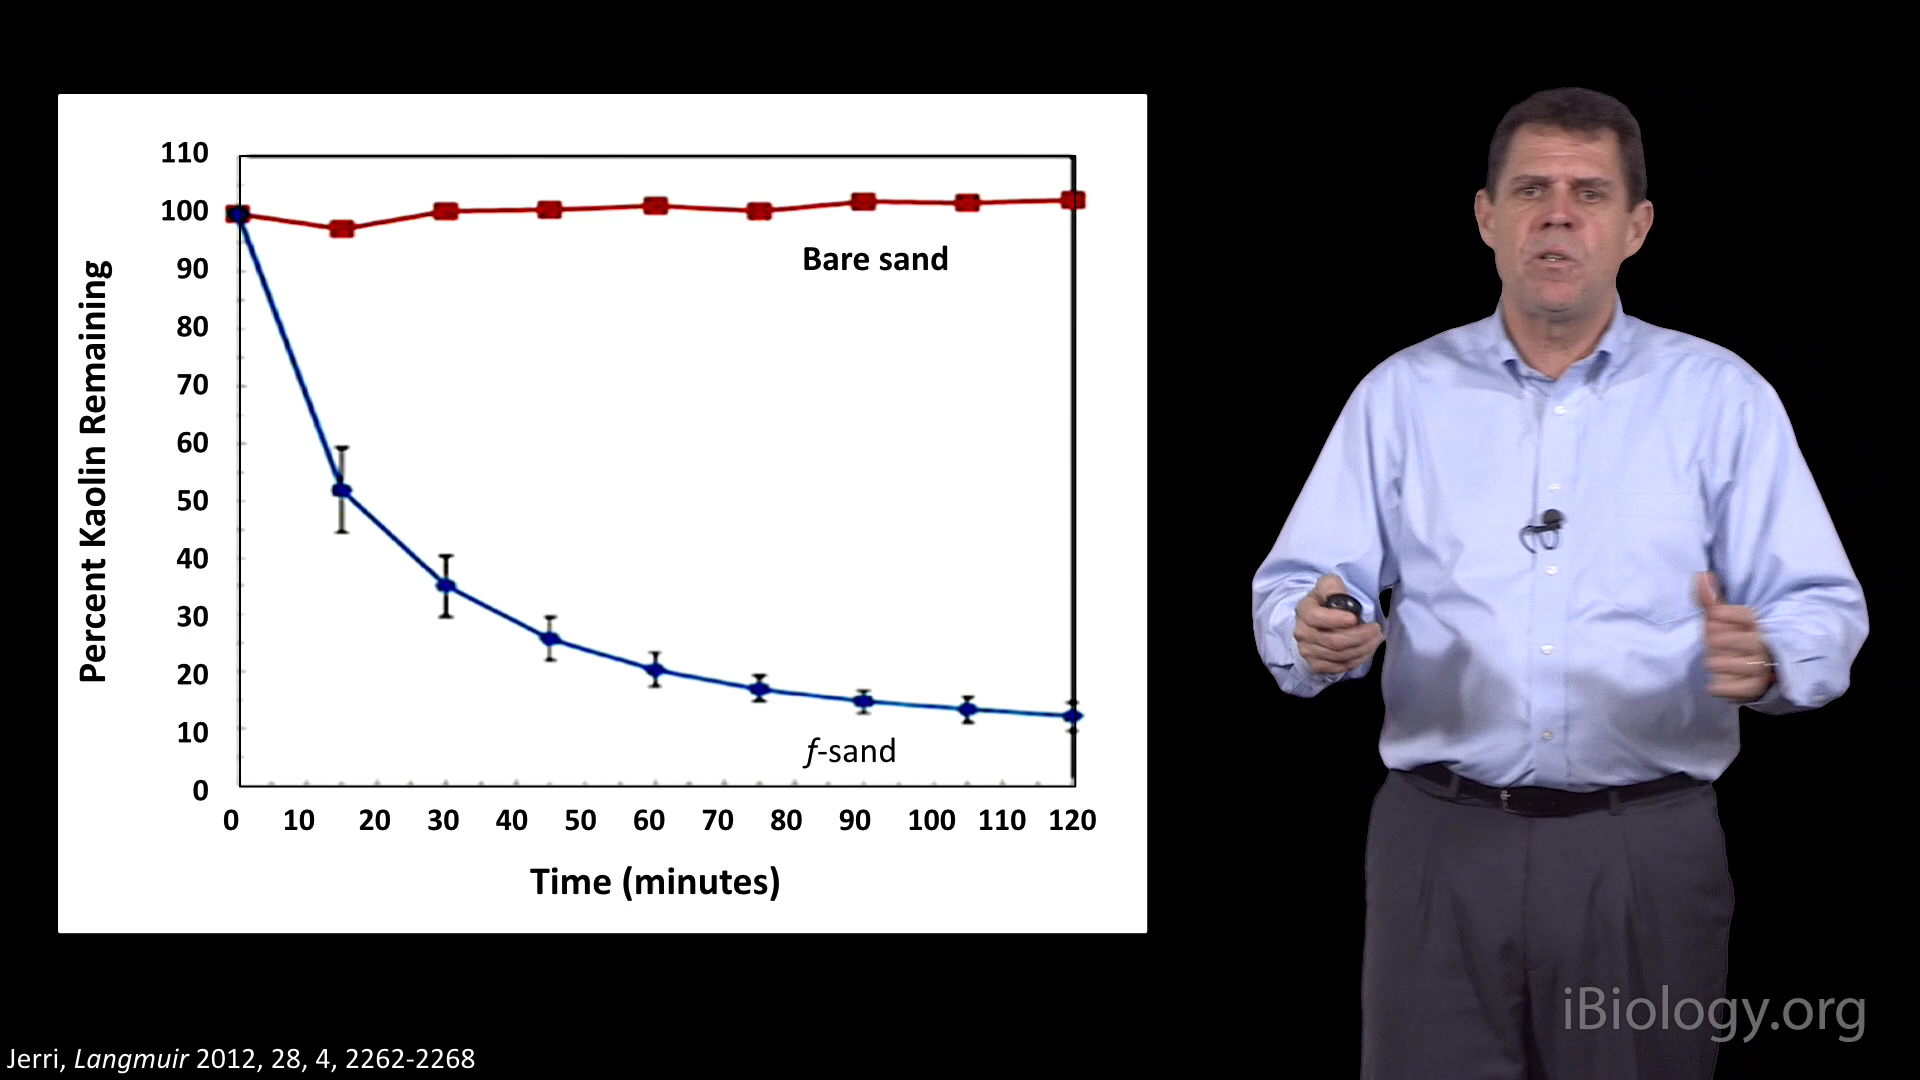 110
100
90
80
70
60
50
40
30
20
10
0
Percent Kaolin Remaining
Bare sand
f-sand
0 10 20 30 40 50 60 70 80 90 100 110 120
Time (minutes)
iBiology.org
Jerri, Langmuir 2012, 28, 4, 2262-2268